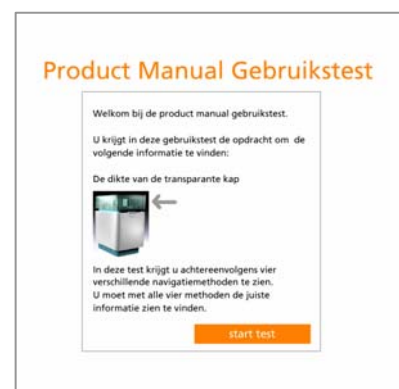 Product Manual Gebruikstest
Welkom bij de product manual gebruikstest.
U krijgt in deze gebruikstest de opdracht om de
volgende informatie te vinden:
De dikte van de transparante kap
In deze test krijgt u achtereenvolgens vier
verschillende navigatiemethoden te zien.
U moet met alle vier methoden de juiste
informatie zien te vinden.
start test